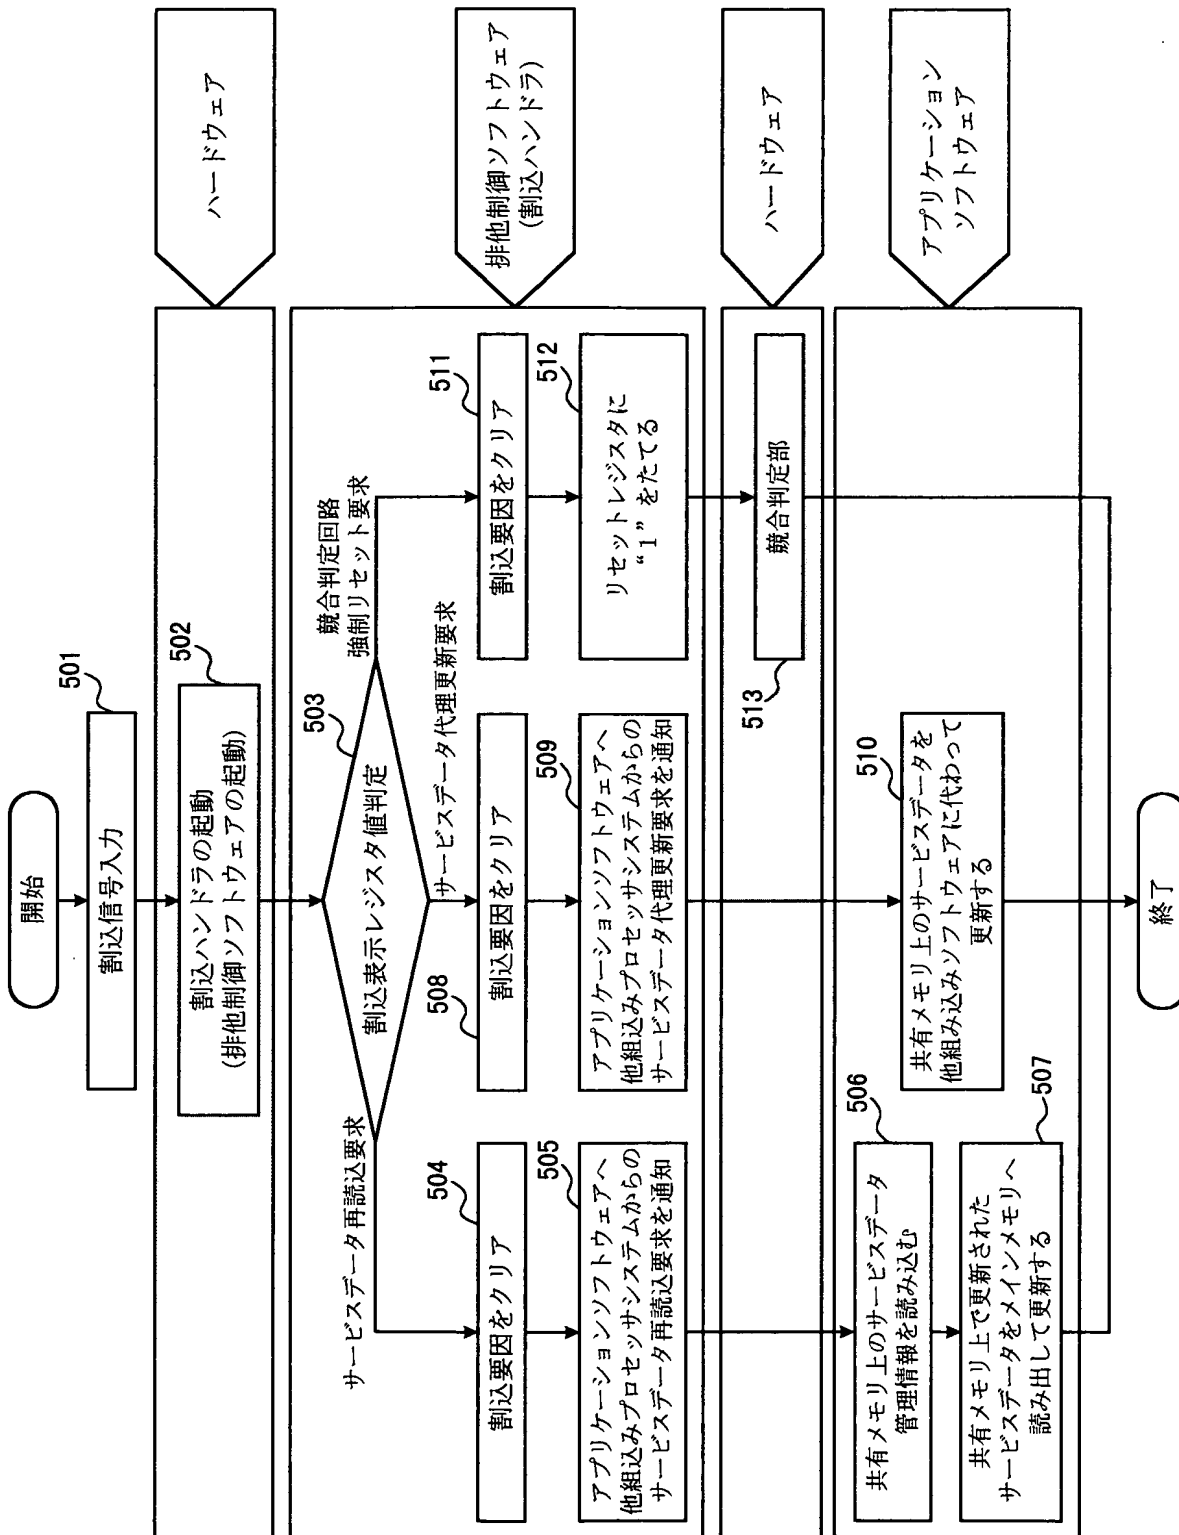 開始
501
割込信号入力
502
割込ハンドラの起動
(排他制御ソフトウェアの起動)
ハードウェア
503
割込表示レジスタ値判定
サービスデータ再読込要求
サービスデータ代理更新要求
競合判定回路
強制リセット要求
排他制御ソフトウェア
(割込ハンドラ)
504
割込要因をクリア
505
アプリケーションソフトウェアへ
他組込みプロセッサシステムからの
サービスデータ再読込要求を通知
508
割込要因をクリア
509
アプリケーションソフトウェアへ
他組込みプロセッサシステムからの
サービスデータ代理更新要求を通知
511
割込要因をクリア
512
リセットレジスタに
“1”をたてる
513
競合判定部
ハードウェア
506
共有メモリ上のサービスデータ
管理情報を読み込む
507
共有メモリ上で更新された
サービスデータをメインメモリへ
読み出して更新する
510
共有メモリ上のサービスデータを
他組み込みソフトウェアに代わって
更新する
アプリケーション
ソフトウェア
終了